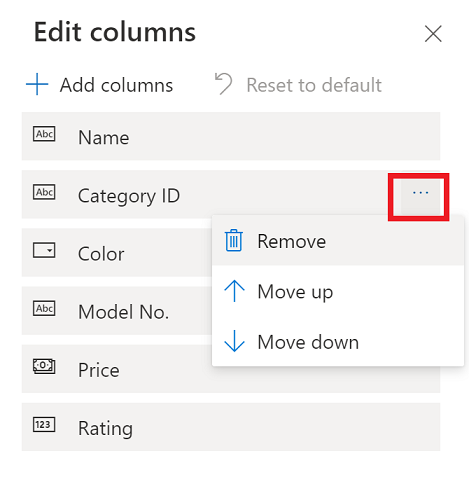 Edit columns
Add columns Reset to default
Abc Name
Abc Category ID ...
Remove
Color
Move up
Abc Model No.
Move down
Price
123 Rating